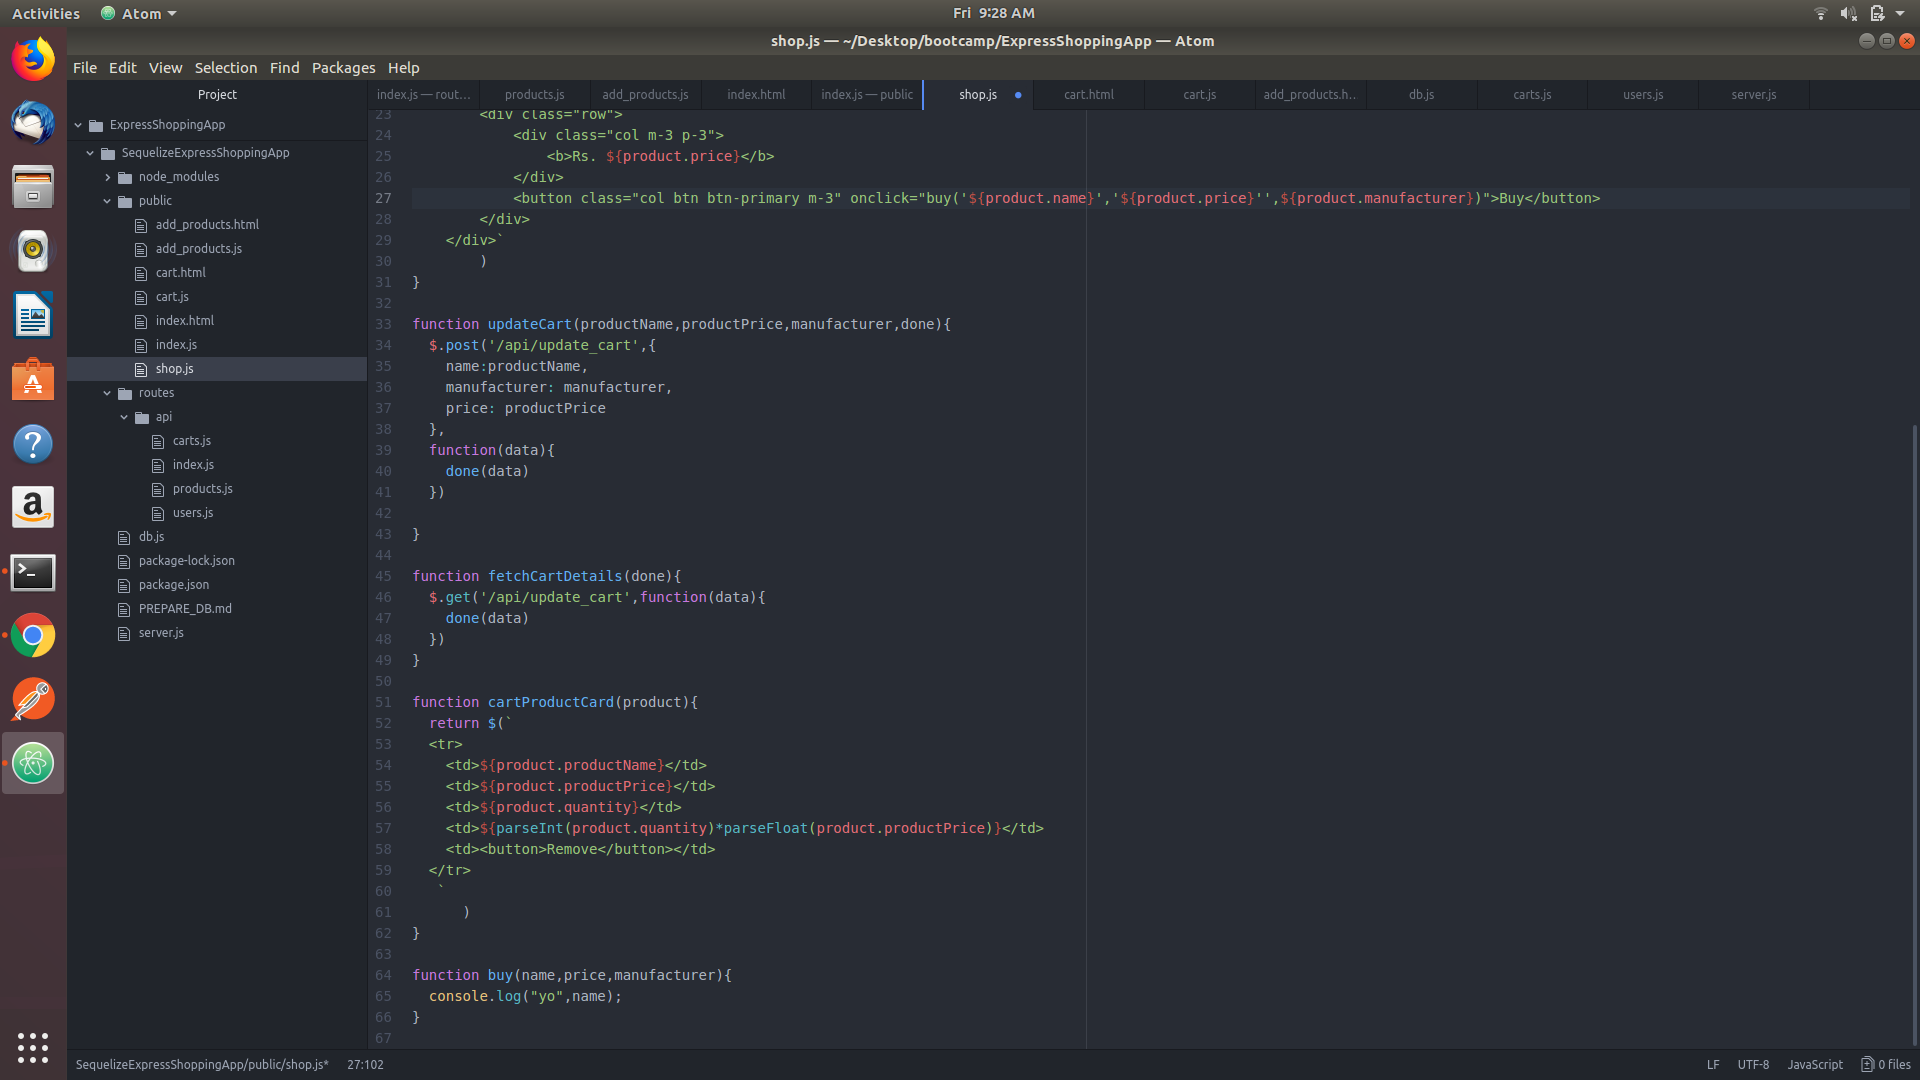 Activities Atom Fri 9:28 AM
shop.js — ~/Desktop/bootcamp/ExpressShoppingApp — Atom
File Edit View Selection Find Packages Help
Project
ExpressShoppingApp
SequelizeExpressShoppingApp
node_modules
public
add_products.html
add_products.js
cart.html
cart.js
index.html
index.js
shop.js
routes
api
carts.js
index.js
products.js
users.js
db.js
package-lock.json
package.json
PREPARE_DB.md
server.js
index.js — rout... products.js add_products.js index.html index.js — public shop.js cart.html cart.js add_products.h... db.js carts.js users.js server.js
23 <div class="row">
24 <div class="col m-3 p-3">
25 <b>Rs. ${product.price}</b>
26 </div>
27 <button class="col btn btn-primary m-3" onclick="buy('${product.name}','${product.price}'',${product.manufacturer})">Buy</button>
28 </div>
29 </div>`
30 )
31 }
32
33 function updateCart(productName,productPrice,manufacturer,done){
34 $.post('/api/update_cart',{
35 name:productName,
36 manufacturer: manufacturer,
37 price: productPrice
38 },
39 function(data){
40 done(data)
41 })
42
43 }
44
45 function fetchCartDetails(done){
46 $.get('/api/update_cart',function(data){
47 done(data)
48 })
49 }
50
51 function cartProductCard(product){
52 return $(`
53 <tr>
54 <td>${product.productName}</td>
55 <td>${product.productPrice}</td>
56 <td>${product.quantity}</td>
57 <td>${parseInt(product.quantity)*parseFloat(product.productPrice)}</td>
58 <td><button>Remove</button></td>
59 </tr>
60 `
61 )
62 }
63
64 function buy(name,price,manufacturer){
65 console.log("yo",name);
66 }
67
SequelizeExpressShoppingApp/public/shop.js* 27:102 LF UTF-8 JavaScript 0 files